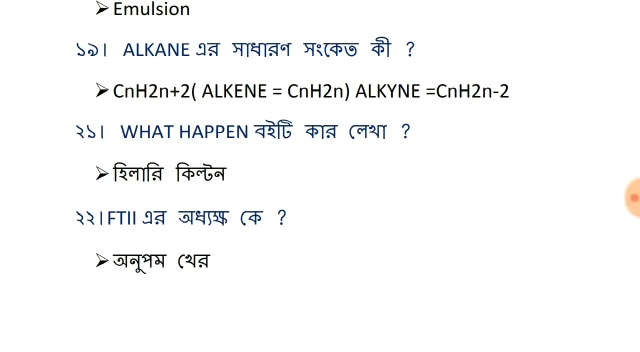 ➢ Emulsion
১৯। ALKANE এর সাধারণ সংকেত কী ?
➢ CnH2n+2( ALKENE = CnH2n) ALKYNE =CnH2n-2
২১। WHAT HAPPEN বইটি কার লেখা ?
➢ হিলারি কিল্টন
২২। FTII এর অধ্যক্ষ কে ?
➢ অনুপম খের